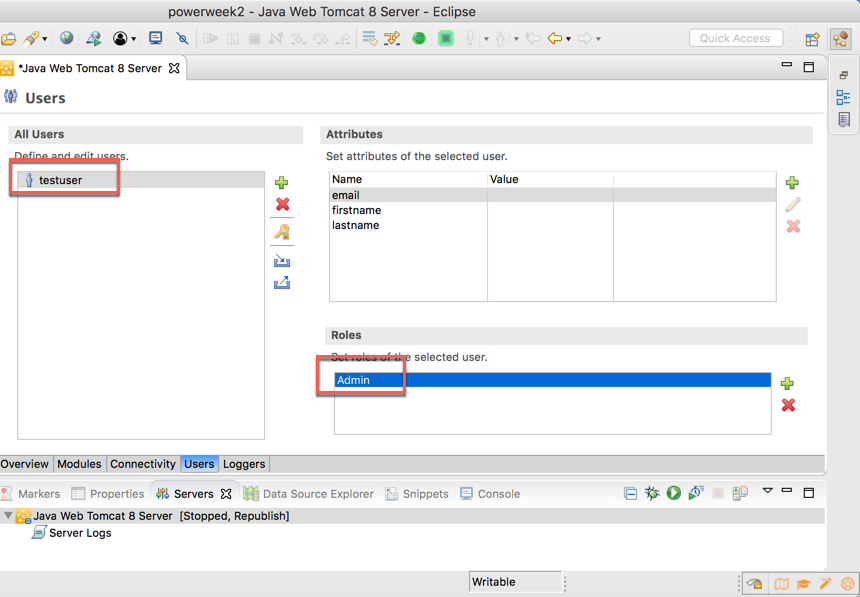 powerweek2 - Java Web Tomcat 8 Server - Eclipse
Quick Access
*Java Web Tomcat 8 Server
Users
All Users
Define and edit users.
testuser
Attributes
Set attributes of the selected user.
Name Value
email
firstname
lastname
Roles
Set roles of the selected user.
Admin
Overview Modules Connectivity Users Loggers
Markers Properties Servers Data Source Explorer Snippets Console
Java Web Tomcat 8 Server [Stopped, Republish]
Server Logs
Writable